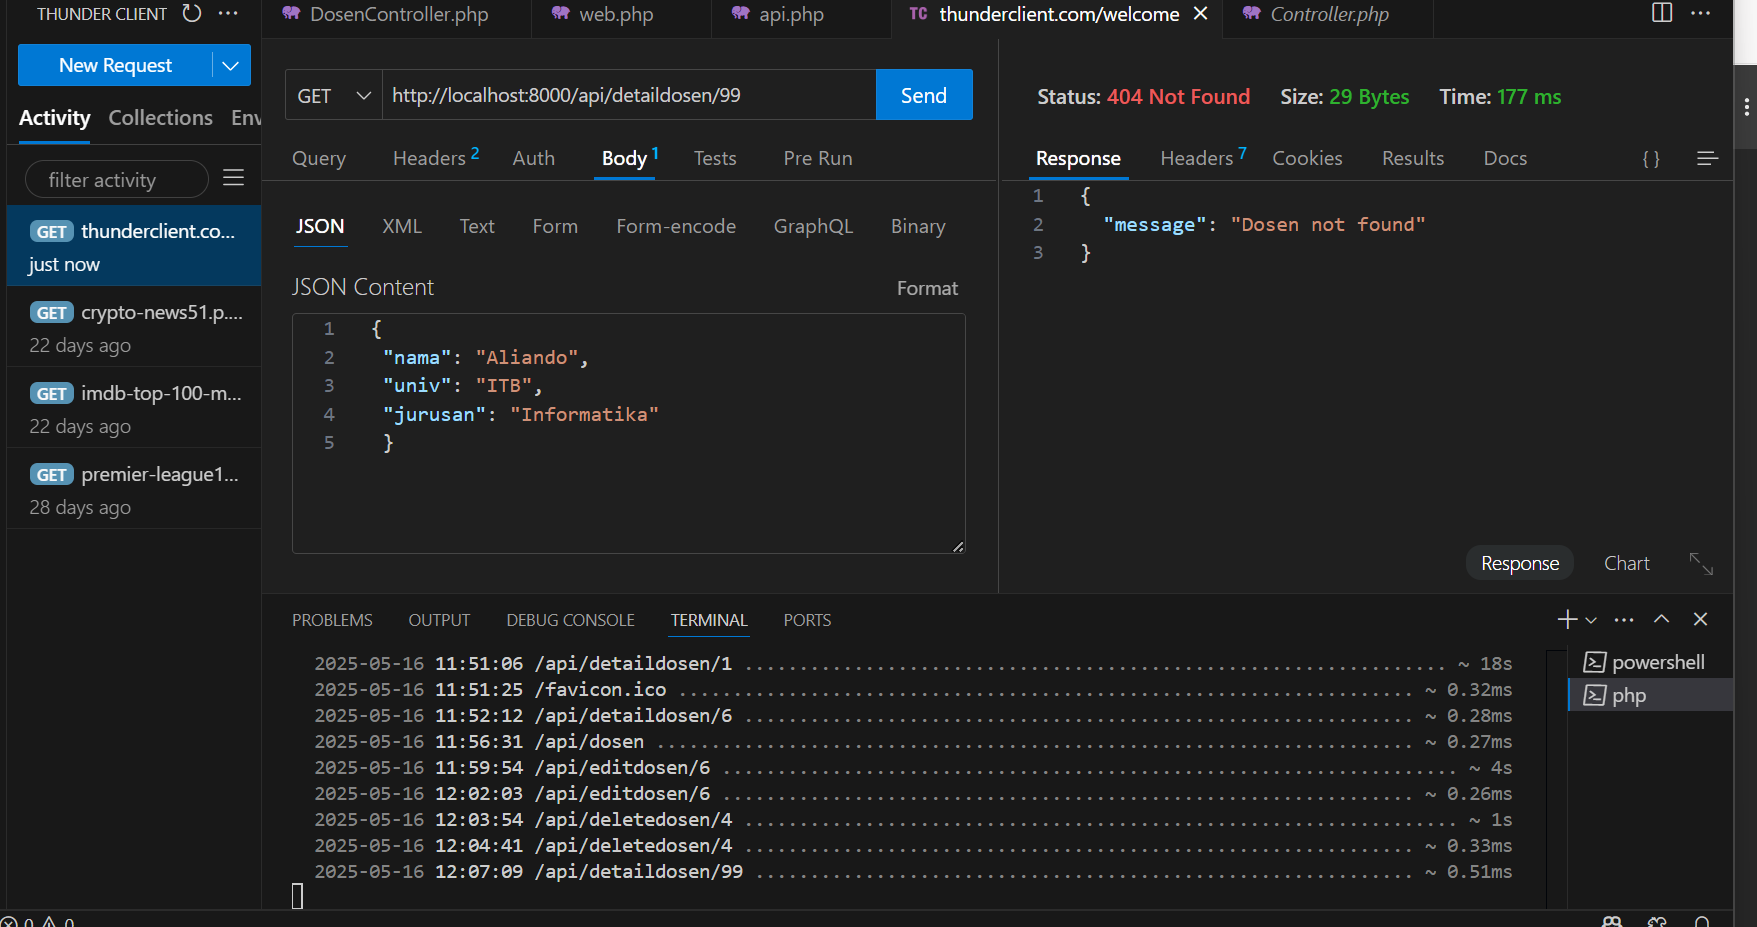 THUNDER CLIENT
New Request
Activity Collections Env
filter activity
GET thunderclient.co...
just now
GET crypto-news51.p....
22 days ago
GET imdb-top-100-m...
22 days ago
GET premier-league1...
28 days ago
DosenController.php web.php api.php TC thunderclient.com/welcome Controller.php
GET http://localhost:8000/api/detaildosen/99 Send
Query Headers 2 Auth Body 1 Tests Pre Run
JSON XML Text Form Form-encode GraphQL Binary
JSON Content Format
1 {
2 "nama": "Aliando",
3 "univ": "ITB",
4 "jurusan": "Informatika"
5 }
Status: 404 Not Found Size: 29 Bytes Time: 177 ms
Response Headers 7 Cookies Results Docs { }
1 {
2 "message": "Dosen not found"
3 }
Response Chart
PROBLEMS OUTPUT DEBUG CONSOLE TERMINAL PORTS
2025-05-16 11:51:06 /api/detaildosen/1 ................................................................ ~ 18s
2025-05-16 11:51:25 /favicon.ico ................................................................... ~ 0.32ms
2025-05-16 11:52:12 /api/detaildosen/6 ............................................................. ~ 0.28ms
2025-05-16 11:56:31 /api/dosen ..................................................................... ~ 0.27ms
2025-05-16 11:59:54 /api/editdosen/6 ................................................................... ~ 4s
2025-05-16 12:02:03 /api/editdosen/6 ............................................................... ~ 0.26ms
2025-05-16 12:03:54 /api/deletedosen/4 ................................................................. ~ 1s
2025-05-16 12:04:41 /api/deletedosen/4 ............................................................. ~ 0.33ms
2025-05-16 12:07:09 /api/detaildosen/99 ............................................................ ~ 0.51ms
powershell
php
0 0